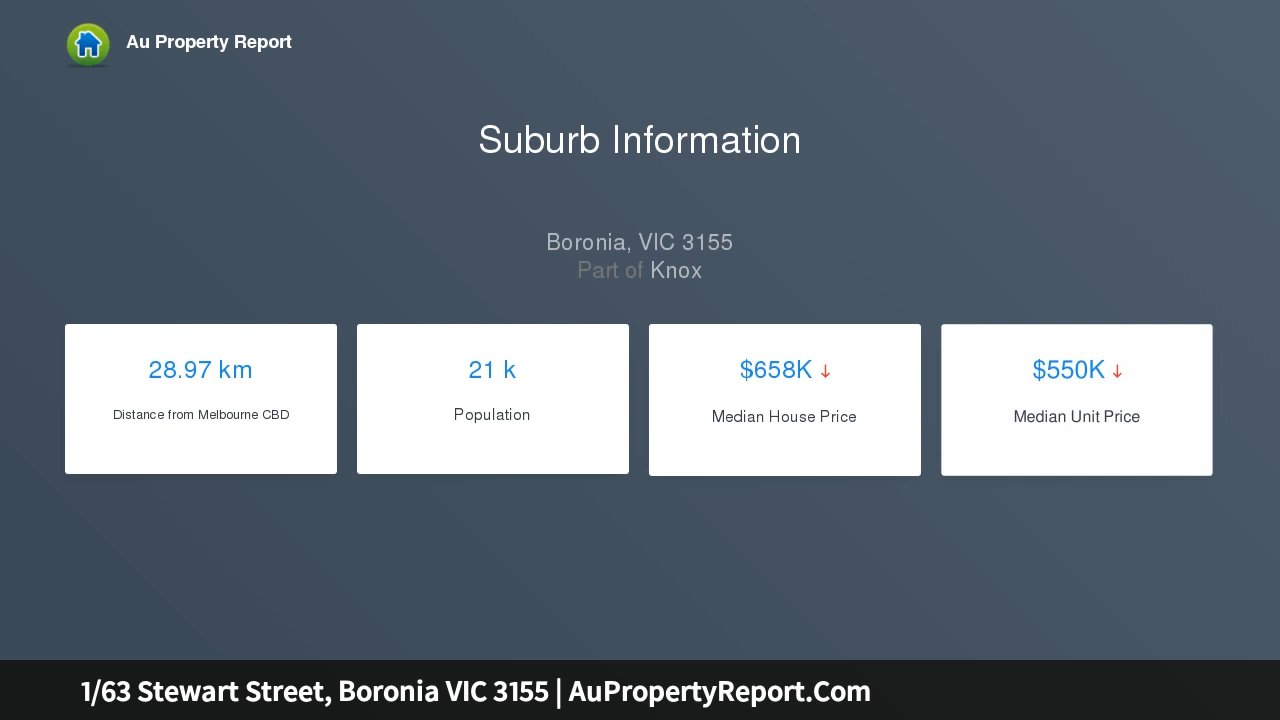 Au Property Report
Suburb Information
Boronia, VIC 3155
Part of Knox
28.97 km
Distance from Melbourne CBD
21 k
Population
$658K ↓
Median House Price
$550K ↓
Median Unit Price
1/63 Stewart Street, Boronia VIC 3155 | AuPropertyReport.Com